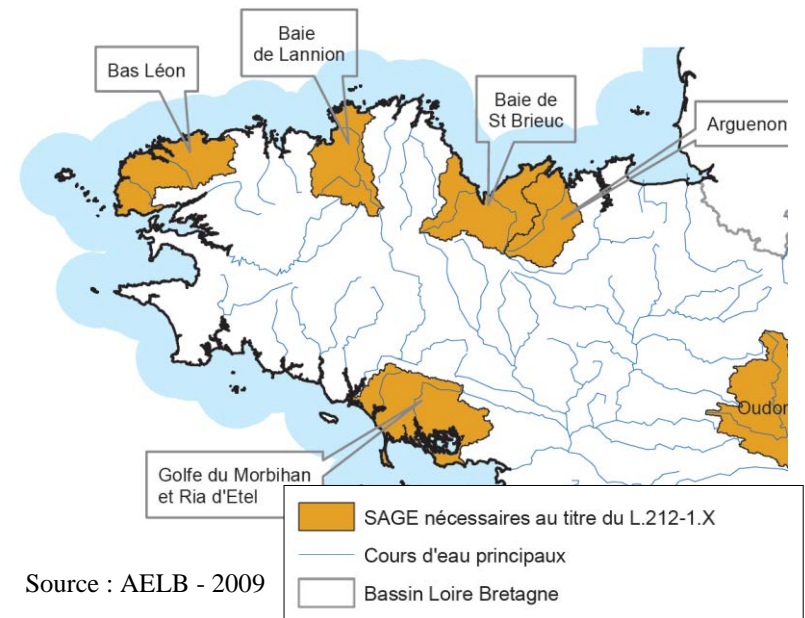 Baie
de Lannion
Bas Léon
Baie de
St Brieuc
Arguenon
Oudon
Golfe du Morbihan
et Ria d'Etel
SAGE nécessaires au titre du L.212-1.X
Cours d'eau principaux
Bassin Loire Bretagne
Source : AELB - 2009